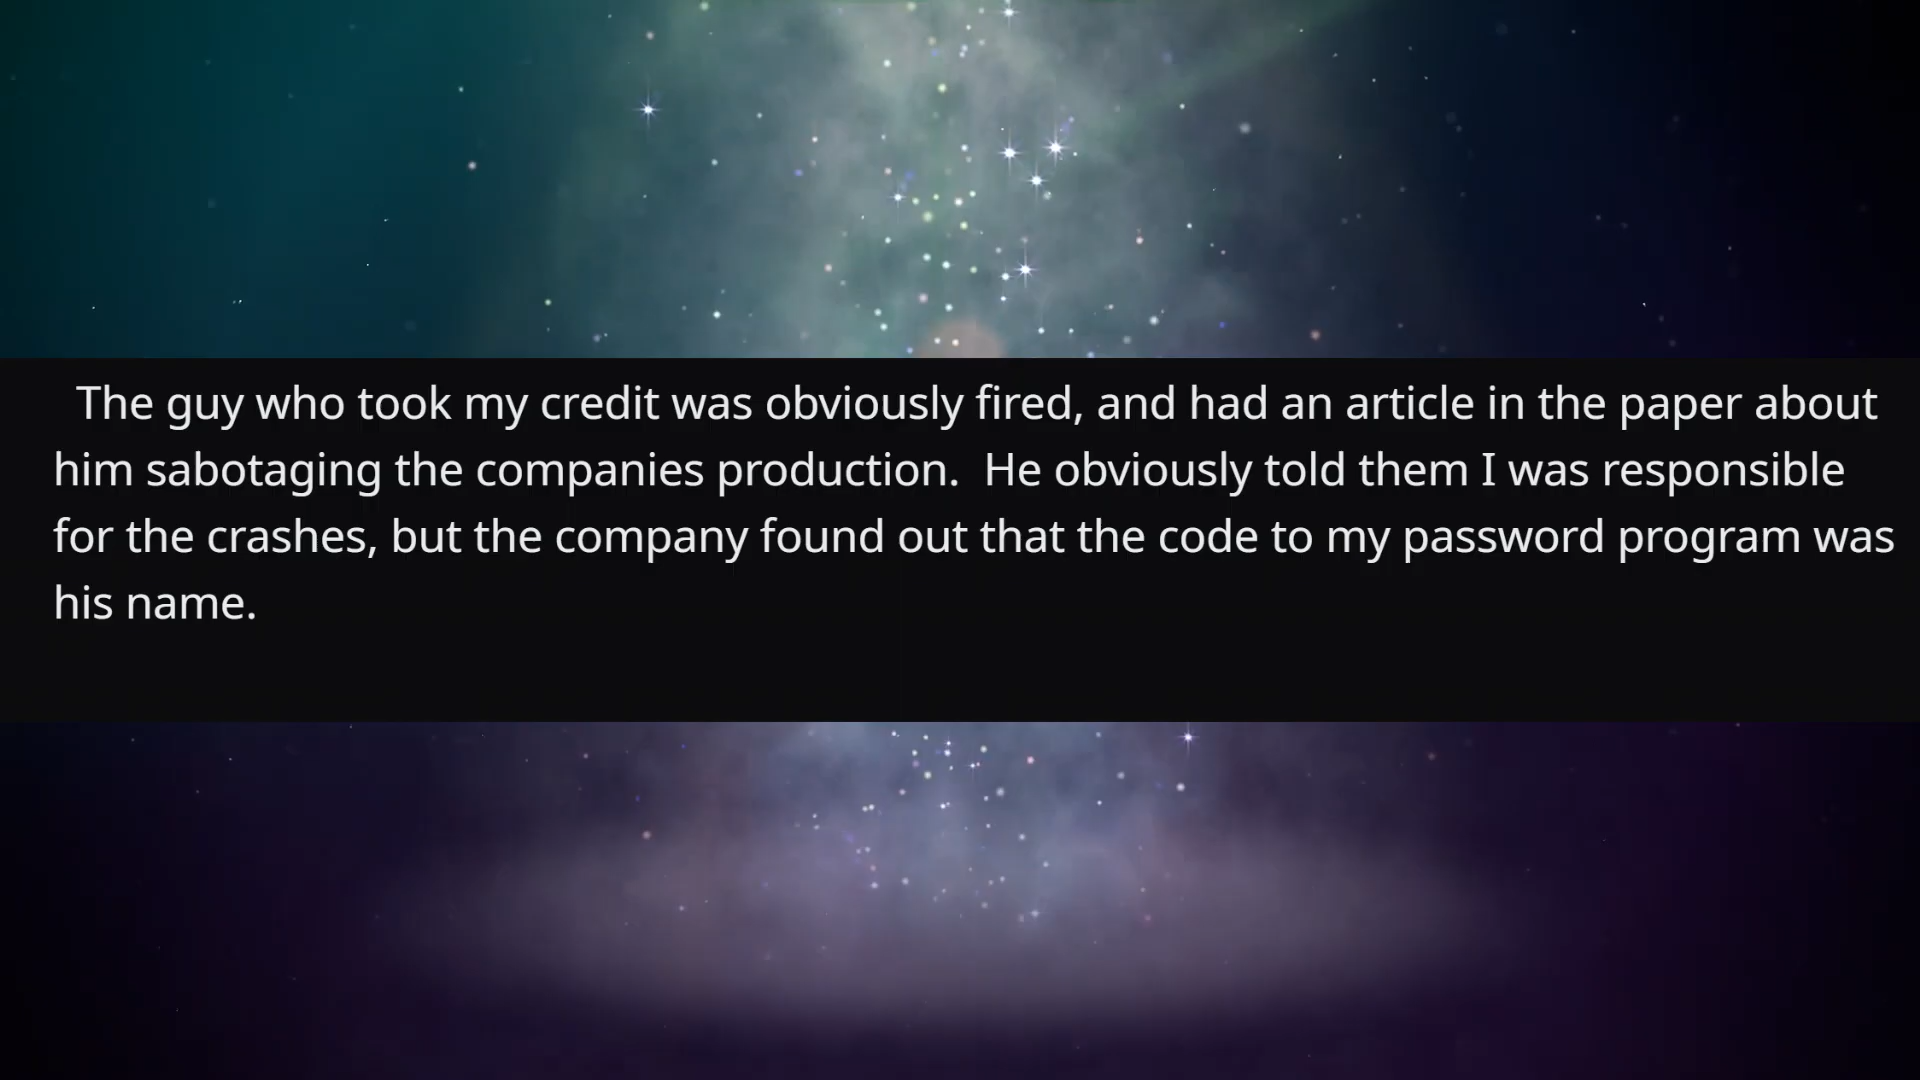 The guy who took my credit was obviously fired, and had an article in the paper about
him sabotaging the companies production.  He obviously told them I was responsible
for the crashes, but the company found out that the code to my password program was
his name.